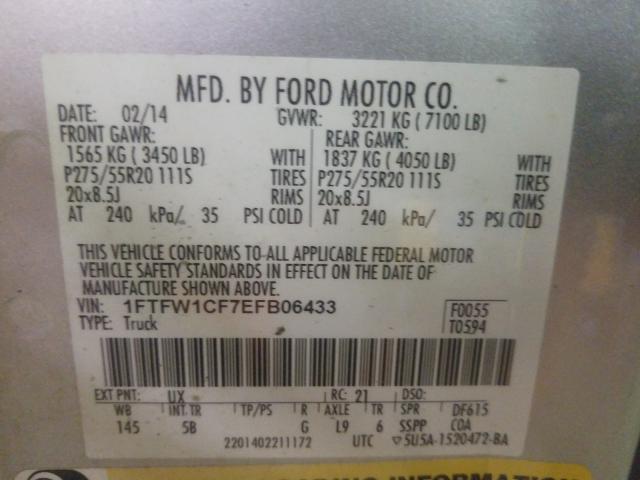 MFD. BY FORD MOTOR CO.
DATE: 02/14 GVWR: 3221 KG ( 7100 LB)
FRONT GAWR: REAR GAWR:
1565 KG ( 3450 LB) WITH 1837 KG ( 4050 LB) WITH
P275/55R20 111S TIRES P275/55R20 111S TIRES
20x8.5J RIMS 20x8.5J RIMS
AT 240 kPa/ 35 PSI COLD AT 240 kPa/ 35 PSI COLD
THIS VEHICLE CONFORMS TO ALL APPLICABLE FEDERAL MOTOR
VEHICLE SAFETY STANDARDS IN EFFECT ON THE DATE OF
MANUFACTURE SHOWN ABOVE.
VIN: 1FTFW1CF7EFB06433 F0055
TYPE: Truck T0594
EXT PNT: UX RC: 21 DSO:
WB INT TR TP/PS R AXLE TR SPR DF615
145 5B G L9 6 SSPP COA
2201402211172 UTC ▽5U5A-1520472-BA
LOADING INFORMATION